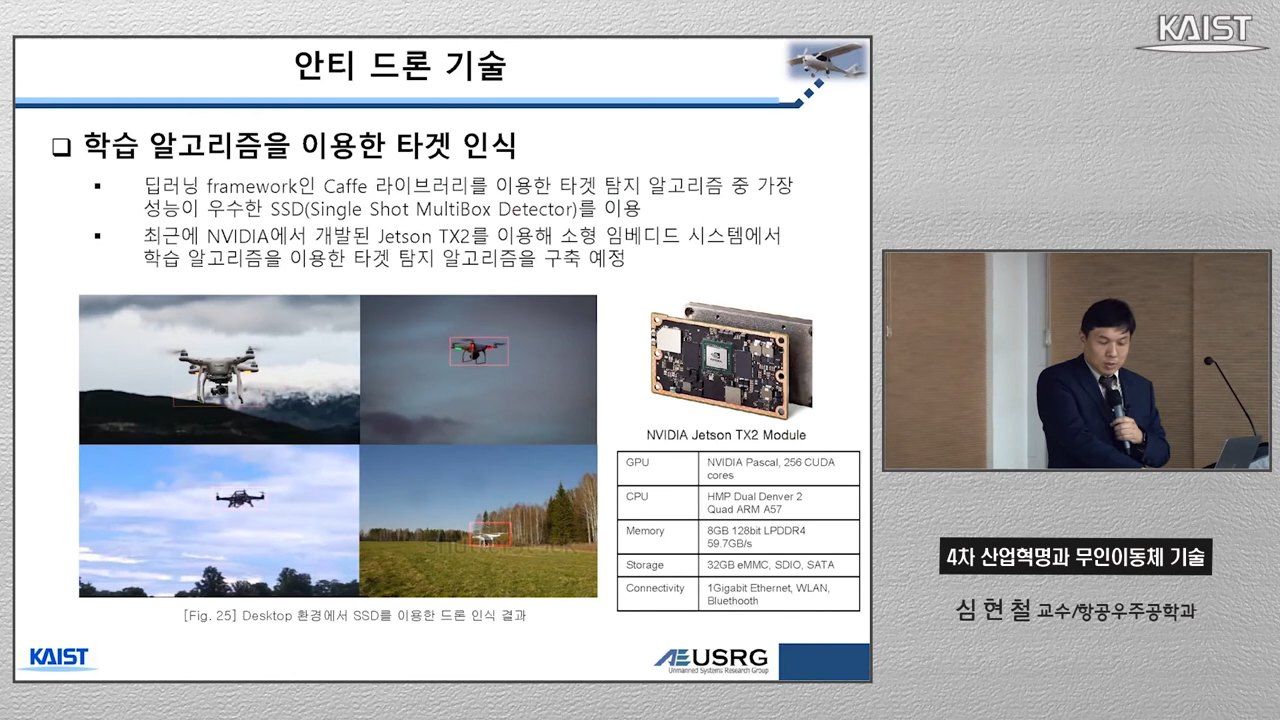 KAIST
안티 드론 기술
❑ 학습 알고리즘을 이용한 타겟 인식
▪ 딥러닝 framework인 Caffe 라이브러리를 이용한 타겟 탐지 알고리즘 중 가장
성능이 우수한 SSD(Single Shot MultiBox Detector)를 이용
▪ 최근에 NVIDIA에서 개발된 Jetson TX2를 이용해 소형 임베디드 시스템에서
학습 알고리즘을 이용한 타겟 탐지 알고리즘을 구축 예정
NVIDIA Jetson TX2 Module
GPU NVIDIA Pascal, 256 CUDA
cores
CPU HMP Dual Denver 2
Quad ARM A57
Memory 8GB 128bit LPDDR4
59.7GB/s
Storage 32GB eMMC, SDIO, SATA
Connectivity 1Gigabit Ethernet, WLAN,
Bluethooth
[Fig. 25] Desktop 환경에서 SSD를 이용한 드론 인식 결과
KAIST
USRG
Unmanned Systems Research Group
4차 산업혁명과 무인이동체 기술
심현철 교수/항공우주공학과